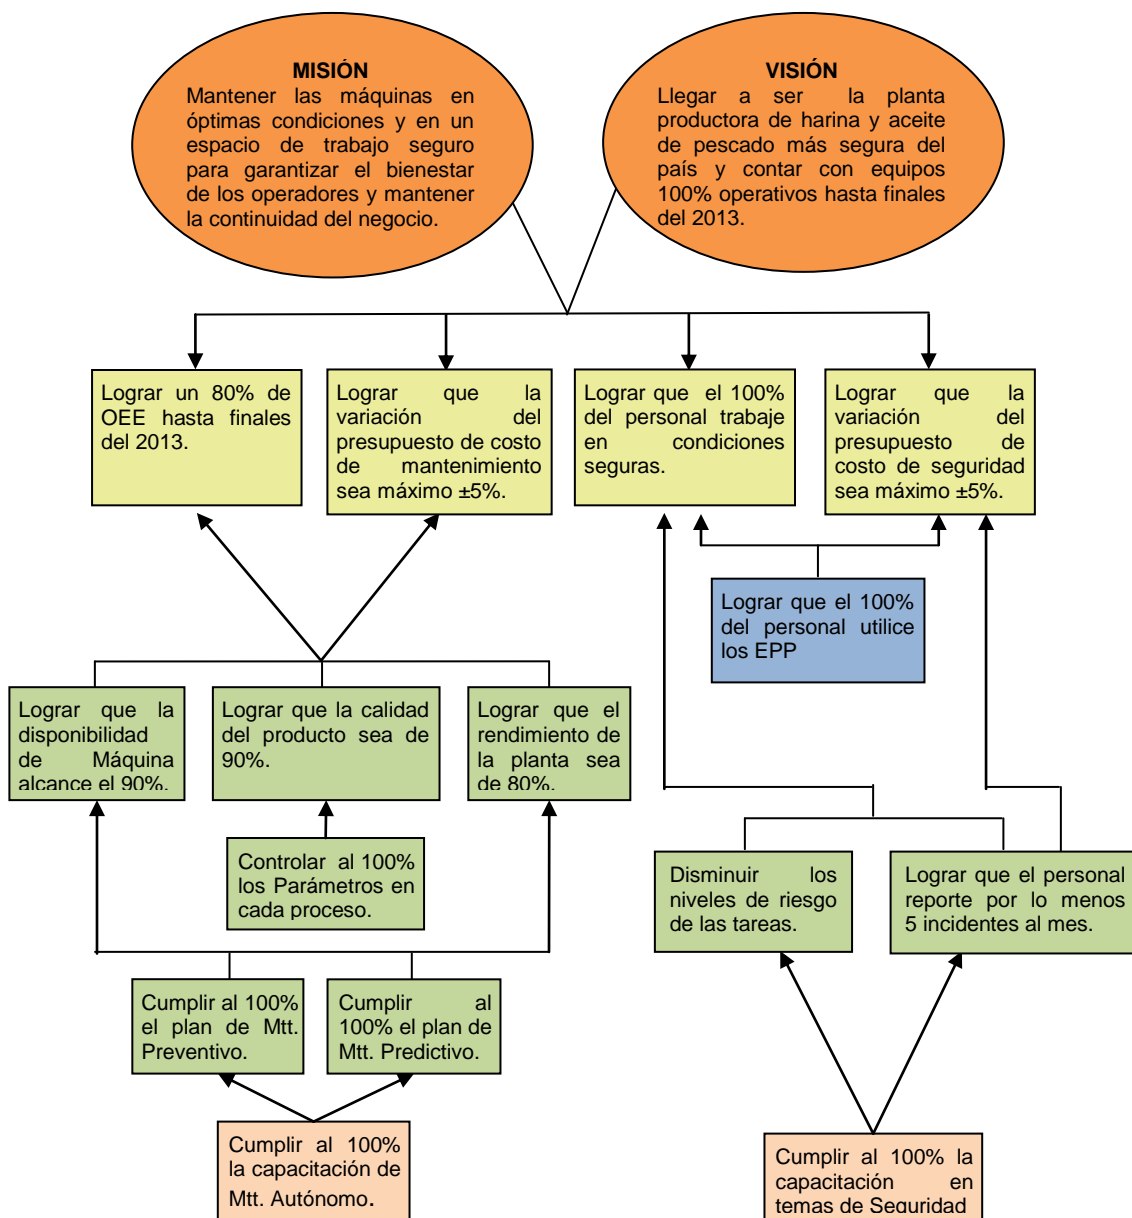 MISIÓN
Mantener las máquinas en
óptimas condiciones y en un
espacio de trabajo seguro
para garantizar el bienestar
de los operadores y mantener
la continuidad del negocio.
VISIÓN
Llegar a ser la planta
productora de harina y aceite
de pescado más segura del
país y contar con equipos
100% operativos hasta finales
del 2013.
Lograr un 80% de
OEE hasta finales
del 2013.
Lograr que la
variación del
presupuesto de costo
de mantenimiento
sea máximo ±5%.
Lograr que el 100%
del personal trabaje
en condiciones
seguras.
Lograr que la
variación del
presupuesto de
costo de seguridad
sea máximo ±5%.
Lograr que el 100%
del personal utilice
los EPP
Lograr que la
disponibilidad
de Máquina
alcance el 90%.
Lograr que la calidad
del producto sea de
90%.
Lograr que el
rendimiento de
la planta sea
de 80%.
Controlar al 100%
los Parámetros en
cada proceso.
Disminuir los
niveles de riesgo
de las tareas.
Lograr que el personal
reporte por lo menos
5 incidentes al mes.
Cumplir al 100%
el plan de Mtt.
Preventivo.
Cumplir al
100% el plan de
Mtt. Predictivo.
Cumplir al 100%
la capacitación de
Mtt. Autónomo.
Cumplir al 100% la
capacitación en
temas de Seguridad